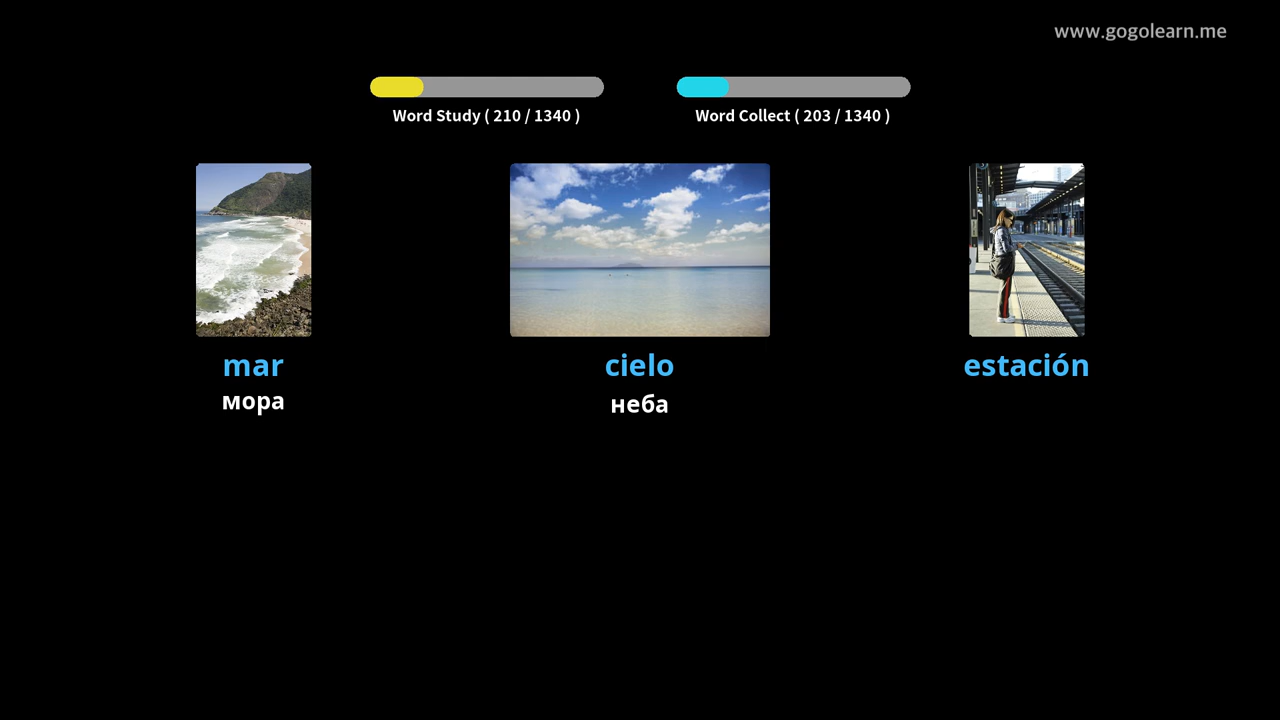 www.gogolearn.me
Word Study ( 210 / 1340 )
Word Collect ( 203 / 1340 )
mar
мора
cielo
неба
estación